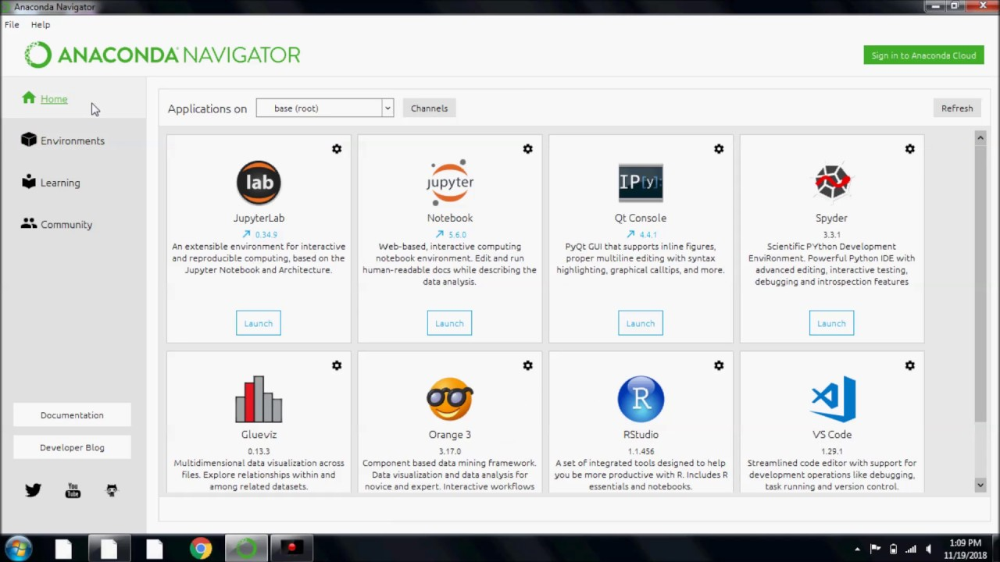 Anaconda Navigator
File Help
ANACONDA NAVIGATOR
Sign in to Anaconda Cloud
Home
Environments
Learning
Community
Documentation
Developer Blog
You
Tube
Applications on base (root) Channels Refresh
lab
JupyterLab
0.34.9
An extensible environment for interactive
and reproducible computing, based on the
Jupyter Notebook and Architecture.
Launch
jupyter
Notebook
5.6.0
Web-based, interactive computing
notebook environment. Edit and run
human-readable docs while describing the
data analysis.
Launch
IP[y]:
Qt Console
4.4.1
PyQt GUI that supports inline figures,
proper multiline editing with syntax
highlighting, graphical calltips, and more.
Launch
Spyder
3.3.1
Scientific PYthon Development
EnviRonment. Powerful Python IDE with
advanced editing, interactive testing,
debugging and introspection features
Launch
Glueviz
0.13.3
Multidimensional data visualization across
files. Explore relationships within and
among related datasets.
Orange 3
3.17.0
Component based data mining framework.
Data visualization and data analysis for
novice and expert. Interactive workflows
R
RStudio
1.1.456
A set of integrated tools designed to help
you be more productive with R. Includes R
essentials and notebooks.
VS Code
1.29.1
Streamlined code editor with support for
development operations like debugging,
task running and version control.
1:09 PM
11/19/2018